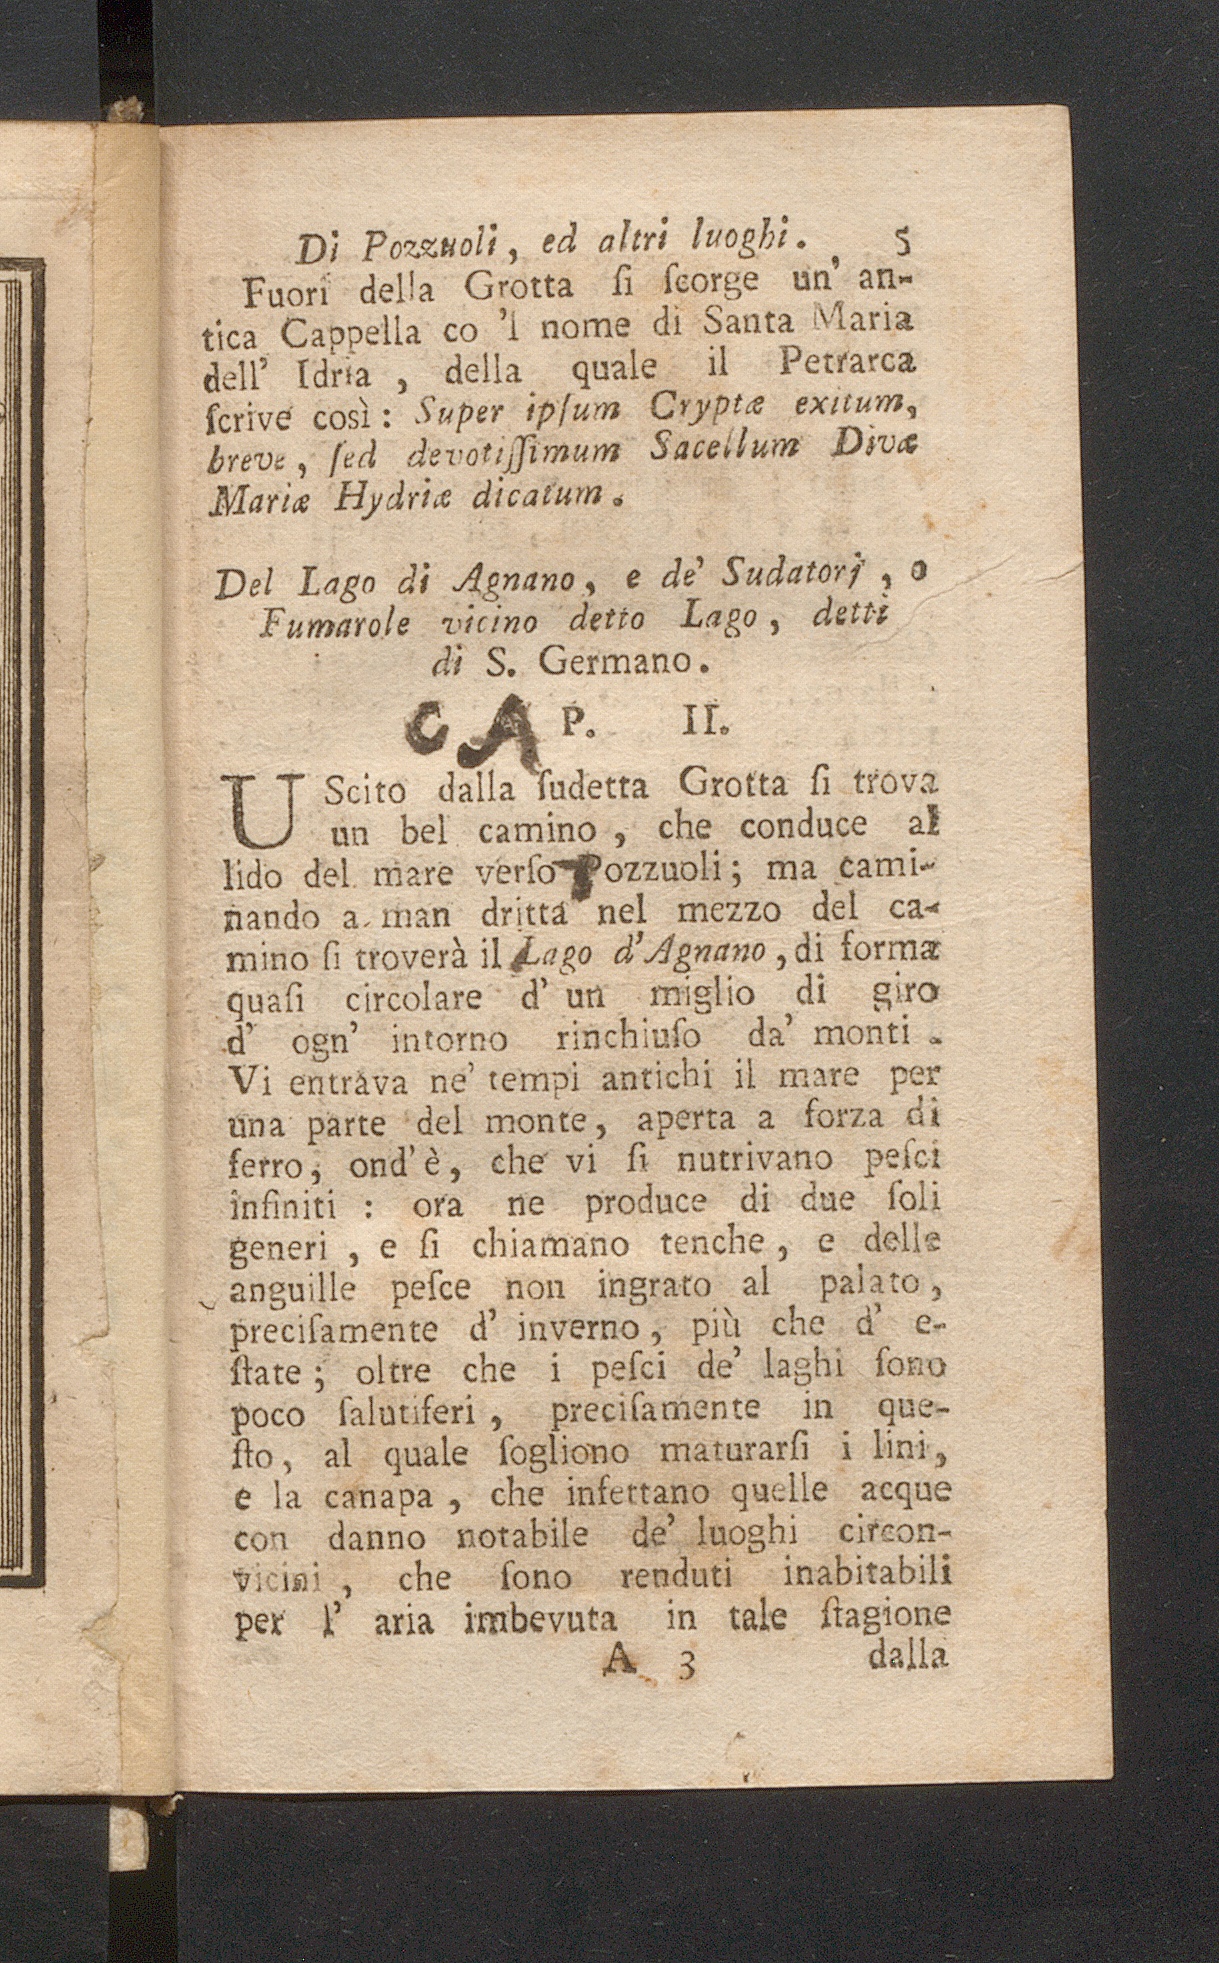 Di Pozzuoli, ed altri luoghi. 5
Fuori della Grotta ſi ſcorge un' an-
tica Cappella co 'l nome di Santa Maria
dell' Idria, della quale il Petrarca
ſcrive così: Super ipſum Cryptæ exitum,
breve, ſed devotiſſimum Sacellum Divæ
Mariæ Hydriæ dicatum.
Del Lago di Agnano, e de' Sudatorj, o
Fumarole vicino detto Lago, detti
di S. Germano.
CAP. II.
UScito dalla ſudetta Grotta ſi trova
un bel camino, che conduce al
lido del mare verſo Pozzuoli; ma cami-
nando a man dritta nel mezzo del ca-
mino ſi troverà il Lago d'Agnano, di forma
quaſi circolare d' un miglio di giro
d' ogn' intorno rinchiuſo da' monti.
Vi entrava ne' tempi antichi il mare per
una parte del monte, aperta a forza di
ferro, ond'è, che vi ſi nutrivano peſci
infiniti: ora ne produce di due ſoli
generi, e ſi chiamano tenche, e delle
anguille peſce non ingrato al palato,
preciſamente d' inverno, più che d' e-
ſtate; oltre che i peſci de' laghi ſono
poco ſalutiferi, preciſamente in que-
ſto, al quale ſogliono maturarſi i lini,
e la canapa, che infettano quelle acque
con danno notabile de' luoghi circon-
vicini, che ſono renduti inabitabili
per l' aria imbevuta in tale ſtagione
A 3 dalla